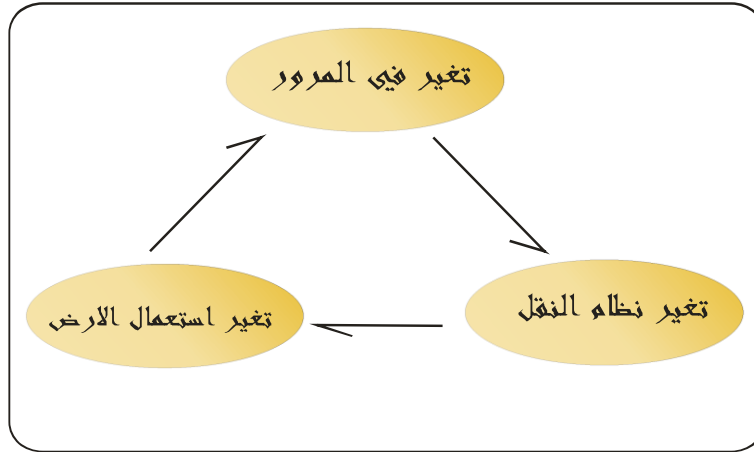 تغير في المرور
تغير نظام النقل
تغير استعمال الارض